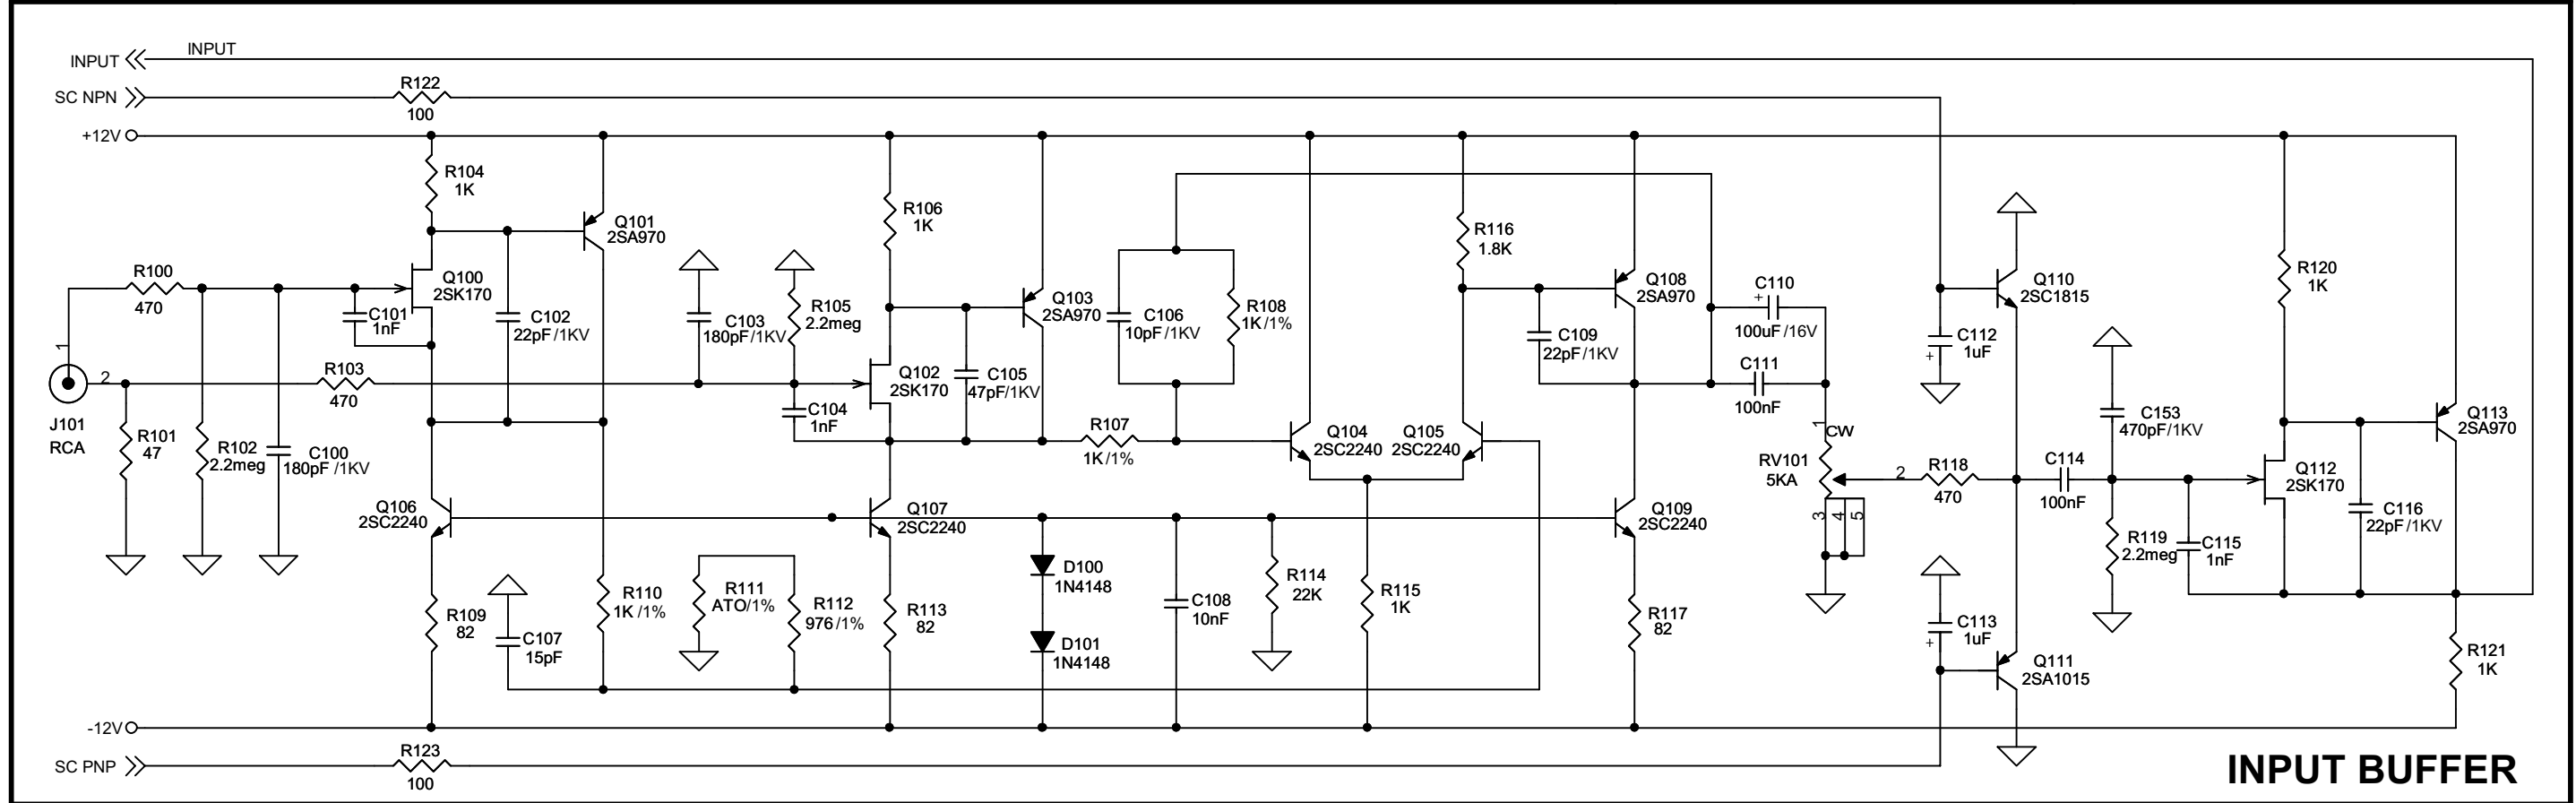 INPUT
INPUT
SC NPN
R122
100
+12V
R104
1K
Q101
2SA970
R106
1K
R116
1.8K
R100
470
Q100
2SK170
C101
1nF
C102
22pF/1KV
C103
180pF/1KV
R105
2.2meg
Q103
2SA970
C106
10pF/1KV
R108
1K/1%
Q108
2SA970
C109
22pF/1KV
C110
+
100uF/16V
C111
100nF
Q110
2SC1815
C112
+ 1uF
R120
1K
1
2
J101
RCA
R103
470
R101
47
R102
2.2meg
C100
180pF/1KV
Q102
2SK170
C104
1nF
C105
47pF/1KV
R107
1K/1%
Q104
2SC2240
Q105
2SC2240
1
CW
RV101
5KA
2
3
4
5
R118
470
C114
100nF
C153
470pF/1KV
Q113
2SA970
Q112
2SK170
C116
22pF/1KV
R119
2.2meg
C115
1nF
Q106
2SC2240
Q107
2SC2240
Q109
2SC2240
R109
82
C107
15pF
R110
1K/1%
R111
ATO/1%
R112
976/1%
R113
82
D100
1N4148
D101
1N4148
C108
10nF
R114
22K
R115
1K
R117
82
C113
+ 1uF
Q111
2SA1015
R121
1K
-12V
SC PNP
R123
100
INPUT BUFFER